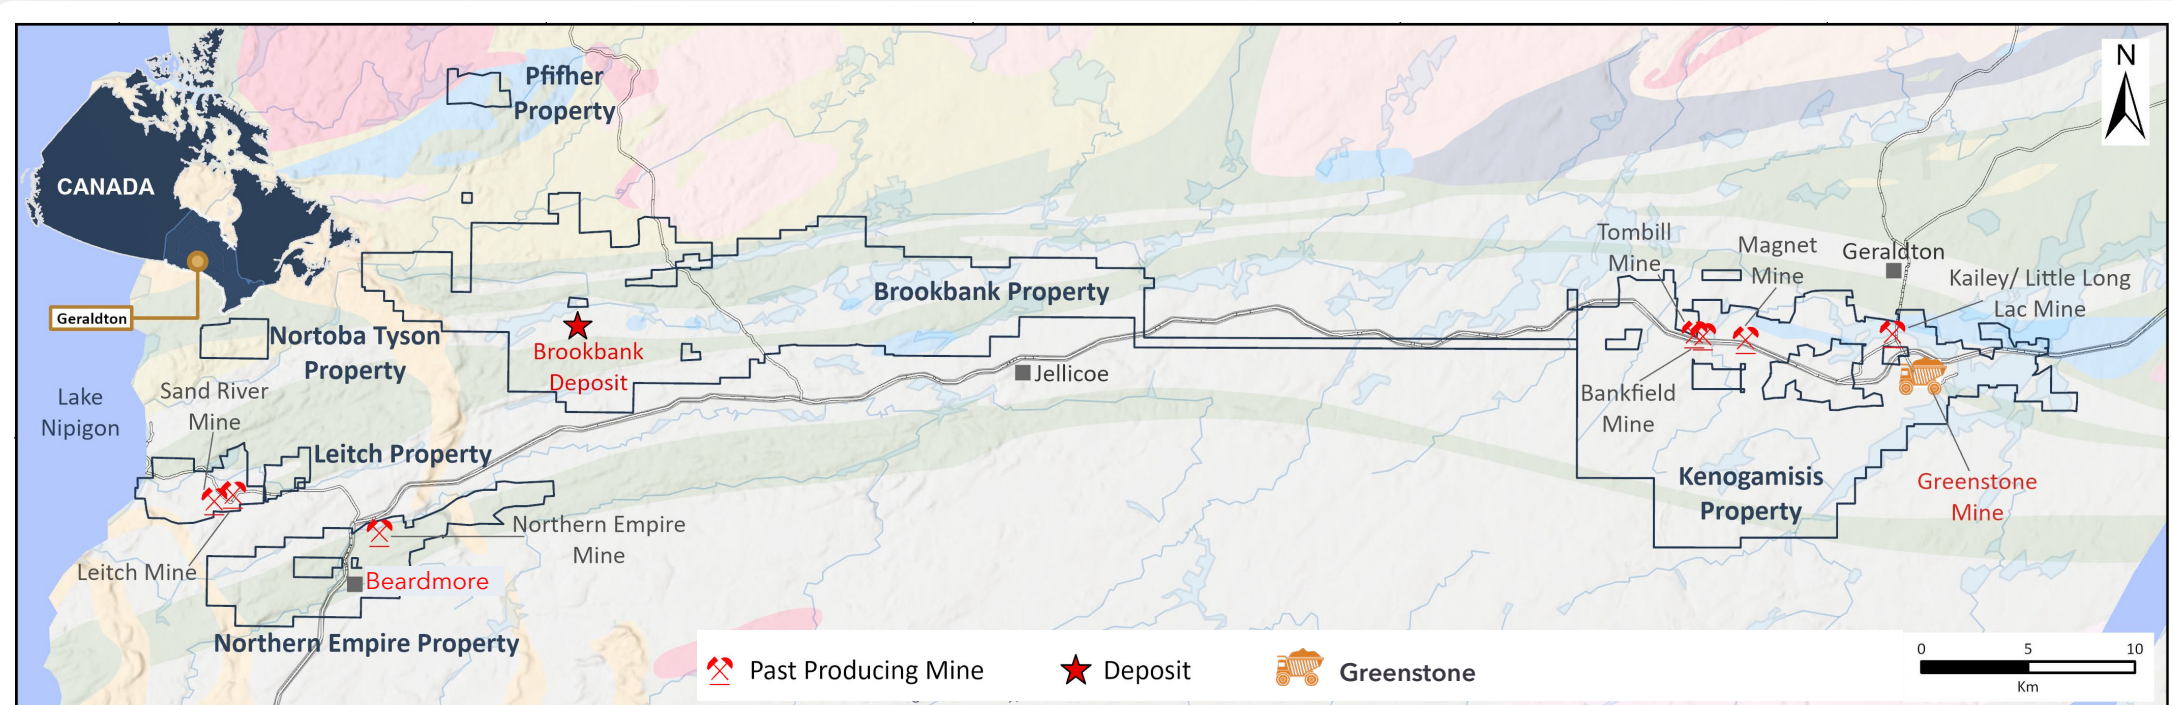 N
CANADA
Geraldton
Pfifher
Property
Tombill
Mine
Magnet
Mine
Geraldton
Kailey/ Little Long
Lac Mine
Brookbank Property
Nortoba Tyson
Property
Brookbank
Deposit
Jellicoe
Lake
Nipigon
Sand River
Mine
Bankfield
Mine
Leitch Property
Kenogamisis
Property
Greenstone
Mine
Northern Empire
Mine
Leitch Mine
Beardmore
Northern Empire Property
Past Producing Mine
Deposit
Greenstone
0 5 10
Km